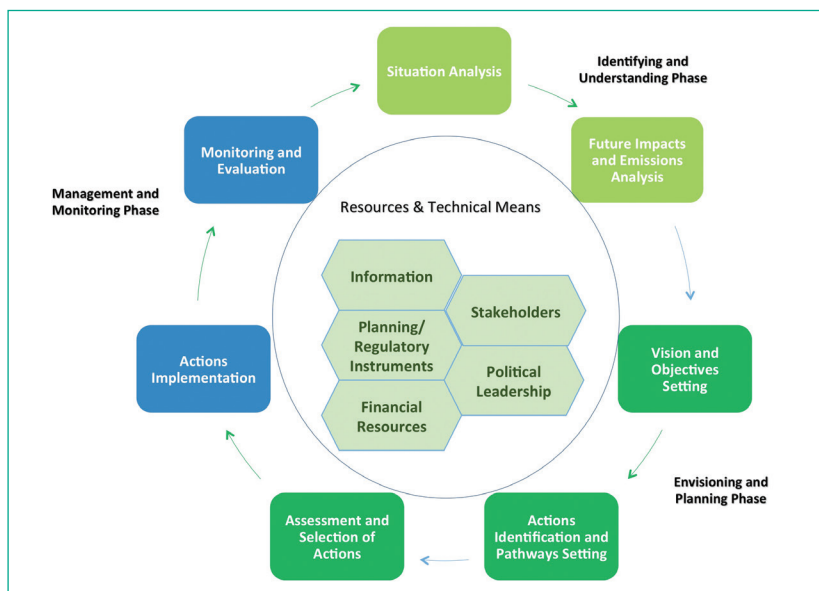 Situation Analysis
Identifying and
Understanding Phase
Future Impacts
and Emissions
Analysis
Vision and
Objectives
Setting
Envisioning and
Planning Phase
Actions
Identification and
Pathways Setting
Assessment and
Selection of
Actions
Actions
Implementation
Management and
Monitoring Phase
Monitoring and
Evaluation
Resources & Technical Means
Information
Stakeholders
Planning/
Regulatory
Instruments
Political
Leadership
Financial
Resources